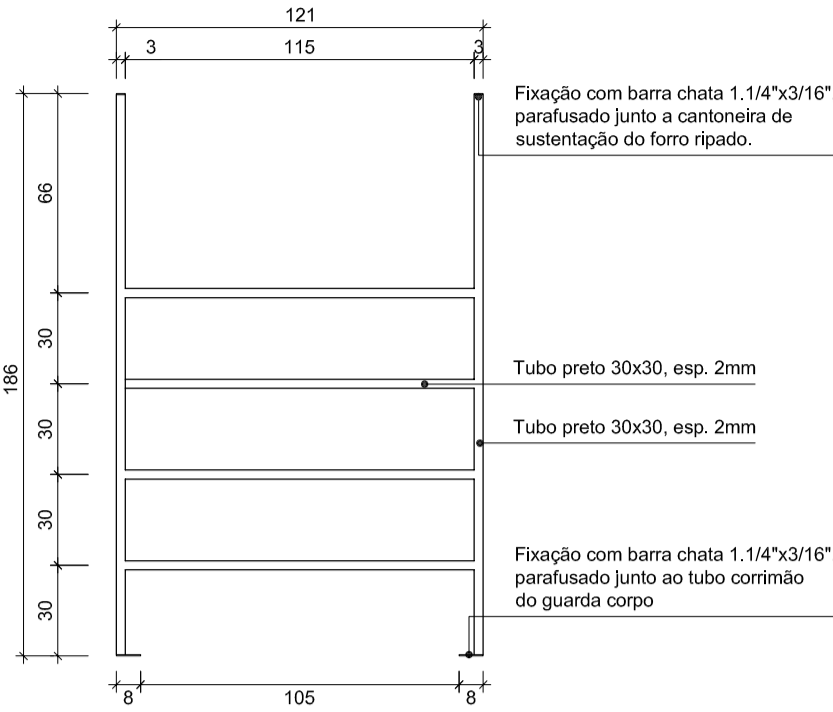 121
3
115
3
Fixação com barra chata 1.1/4"x3/16"
parafusado junto a cantoneira de
sustentação do forro ripado.
66
30
186
Tubo preto 30x30, esp. 2mm
30
Tubo preto 30x30, esp. 2mm
30
Fixação com barra chata 1.1/4"x3/16"
parafusado junto ao tubo corrimão
do guarda corpo
30
8
105
8